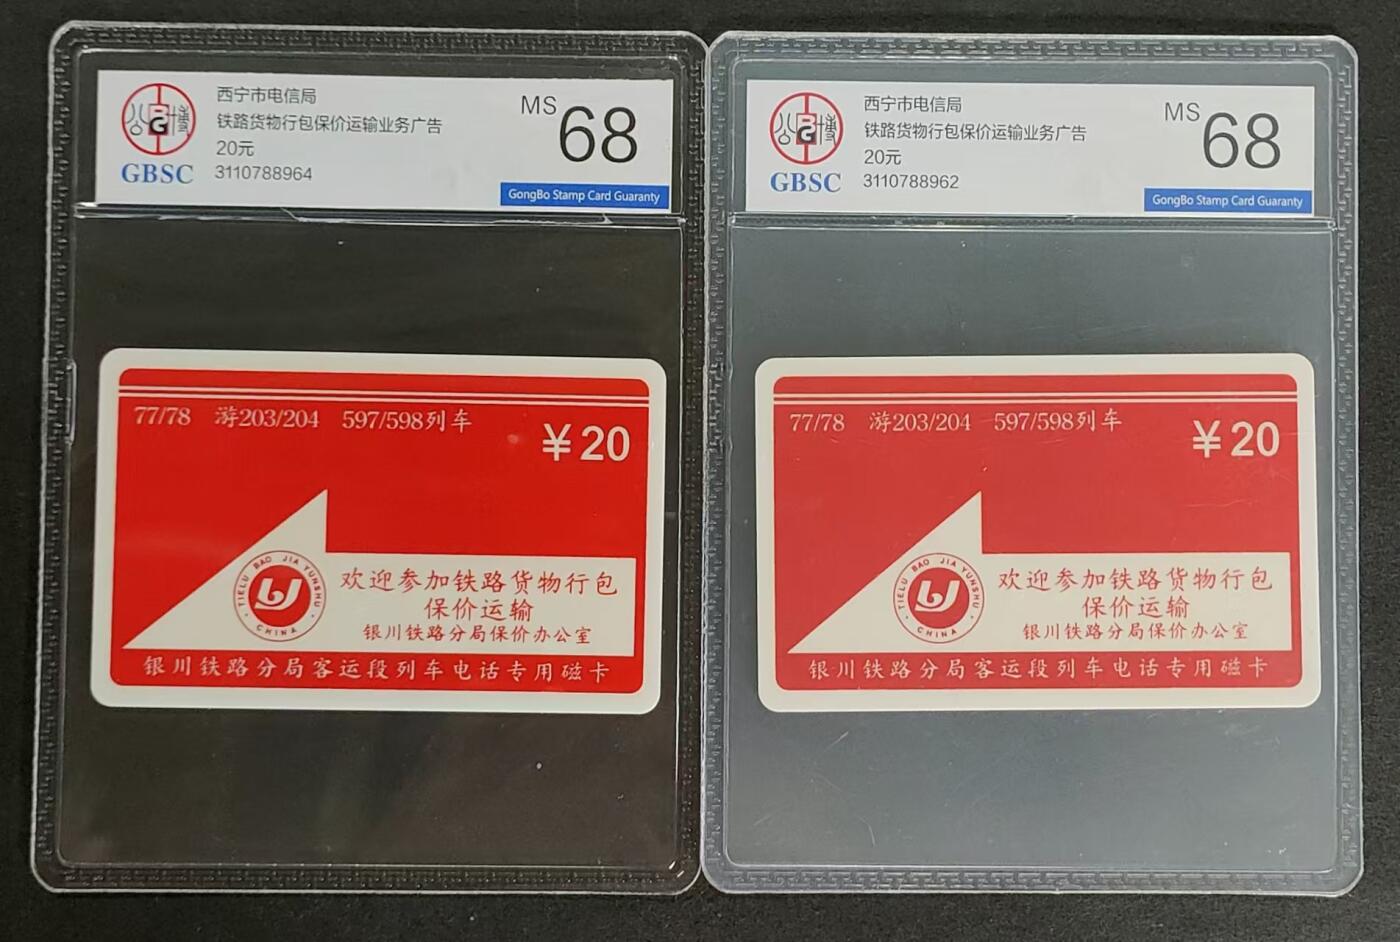 西宁市电信局
铁路货物行包保价运输业务广告
20元
3110788964
GBSC
MS 68
GongBo Stamp Card Guaranty
77/78 游203/204 597/598列车
¥20
TIELU BAO JIA YUNSHU
CHINA
欢迎参加铁路货物行包
保价运输
银川铁路分局保价办公室
银川铁路分局客运段列车电话专用磁卡
西宁市电信局
铁路货物行包保价运输业务广告
20元
3110788962
GBSC
MS 68
GongBo Stamp Card Guaranty
77/78 游203/204 597/598列车
¥20
TIELU BAO JIA YUNSHU
CHINA
欢迎参加铁路货物行包
保价运输
银川铁路分局保价办公室
银川铁路分局客运段列车电话专用磁卡